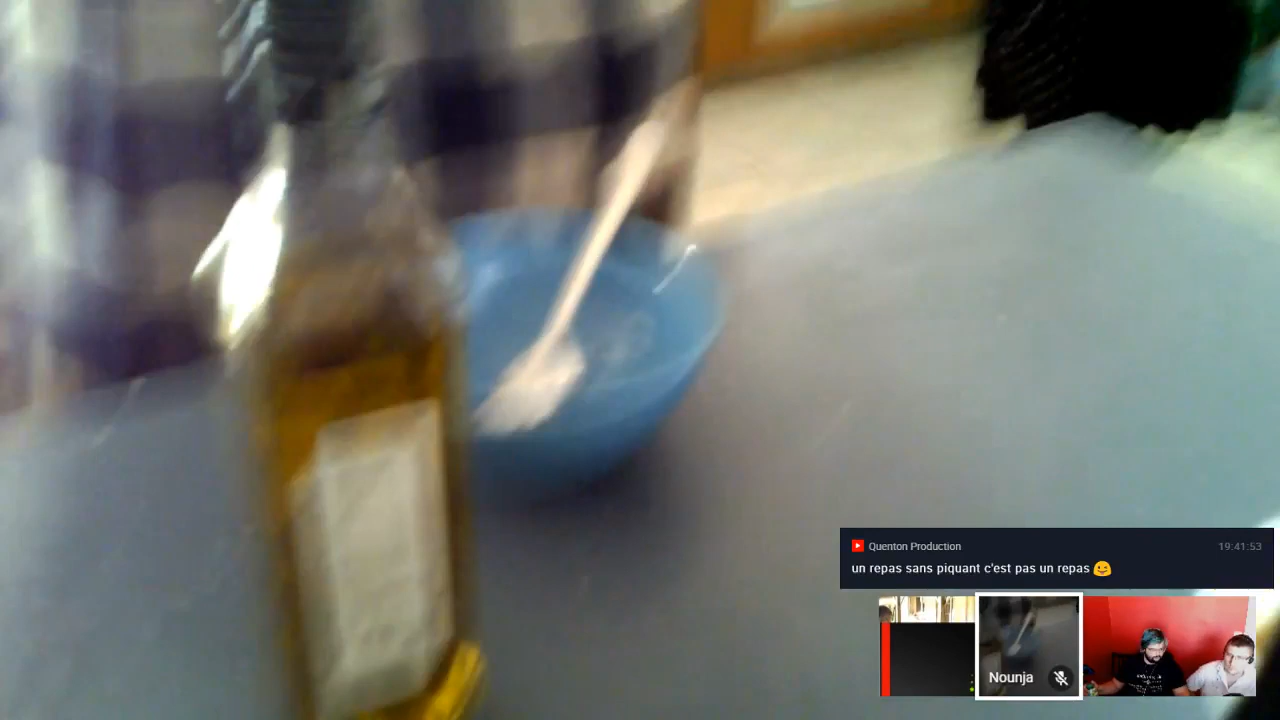 Quenton Production
19:41:53
un repas sans piquant c'est pas un repas 😜
Nounja